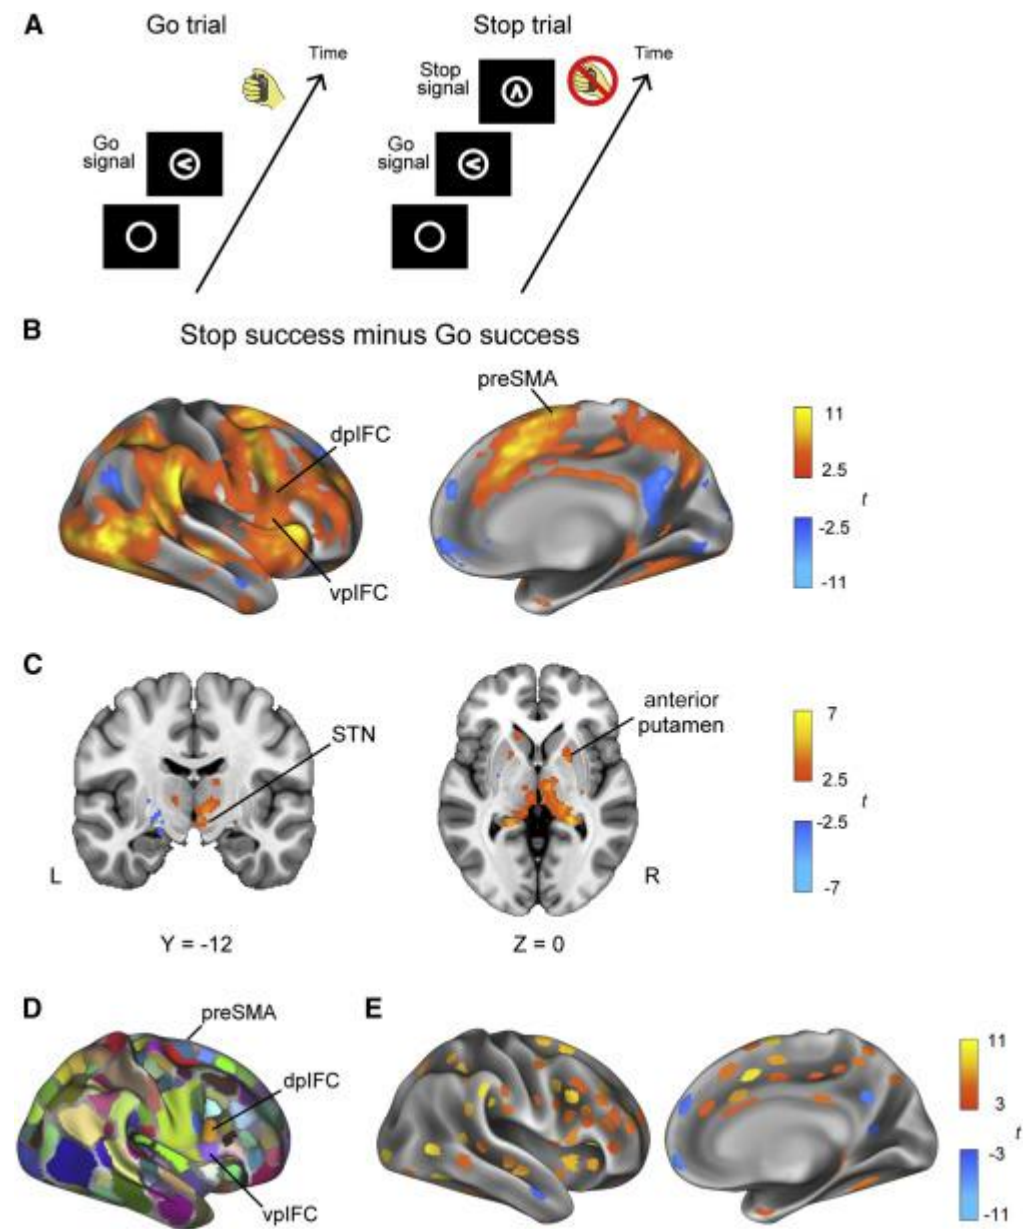 A
Go trial
Stop trial
Time
Go
signal
Stop
signal
Go
signal
Time
B
Stop success minus Go success
preSMA
dpIFC
vpIFC
11
2.5
t
-2.5
-11
C
STN
anterior
putamen
L
R
Y = -12
Z = 0
7
2.5
t
-2.5
-7
D
preSMA
dpIFC
vpIFC
E
11
3
t
-3
-11